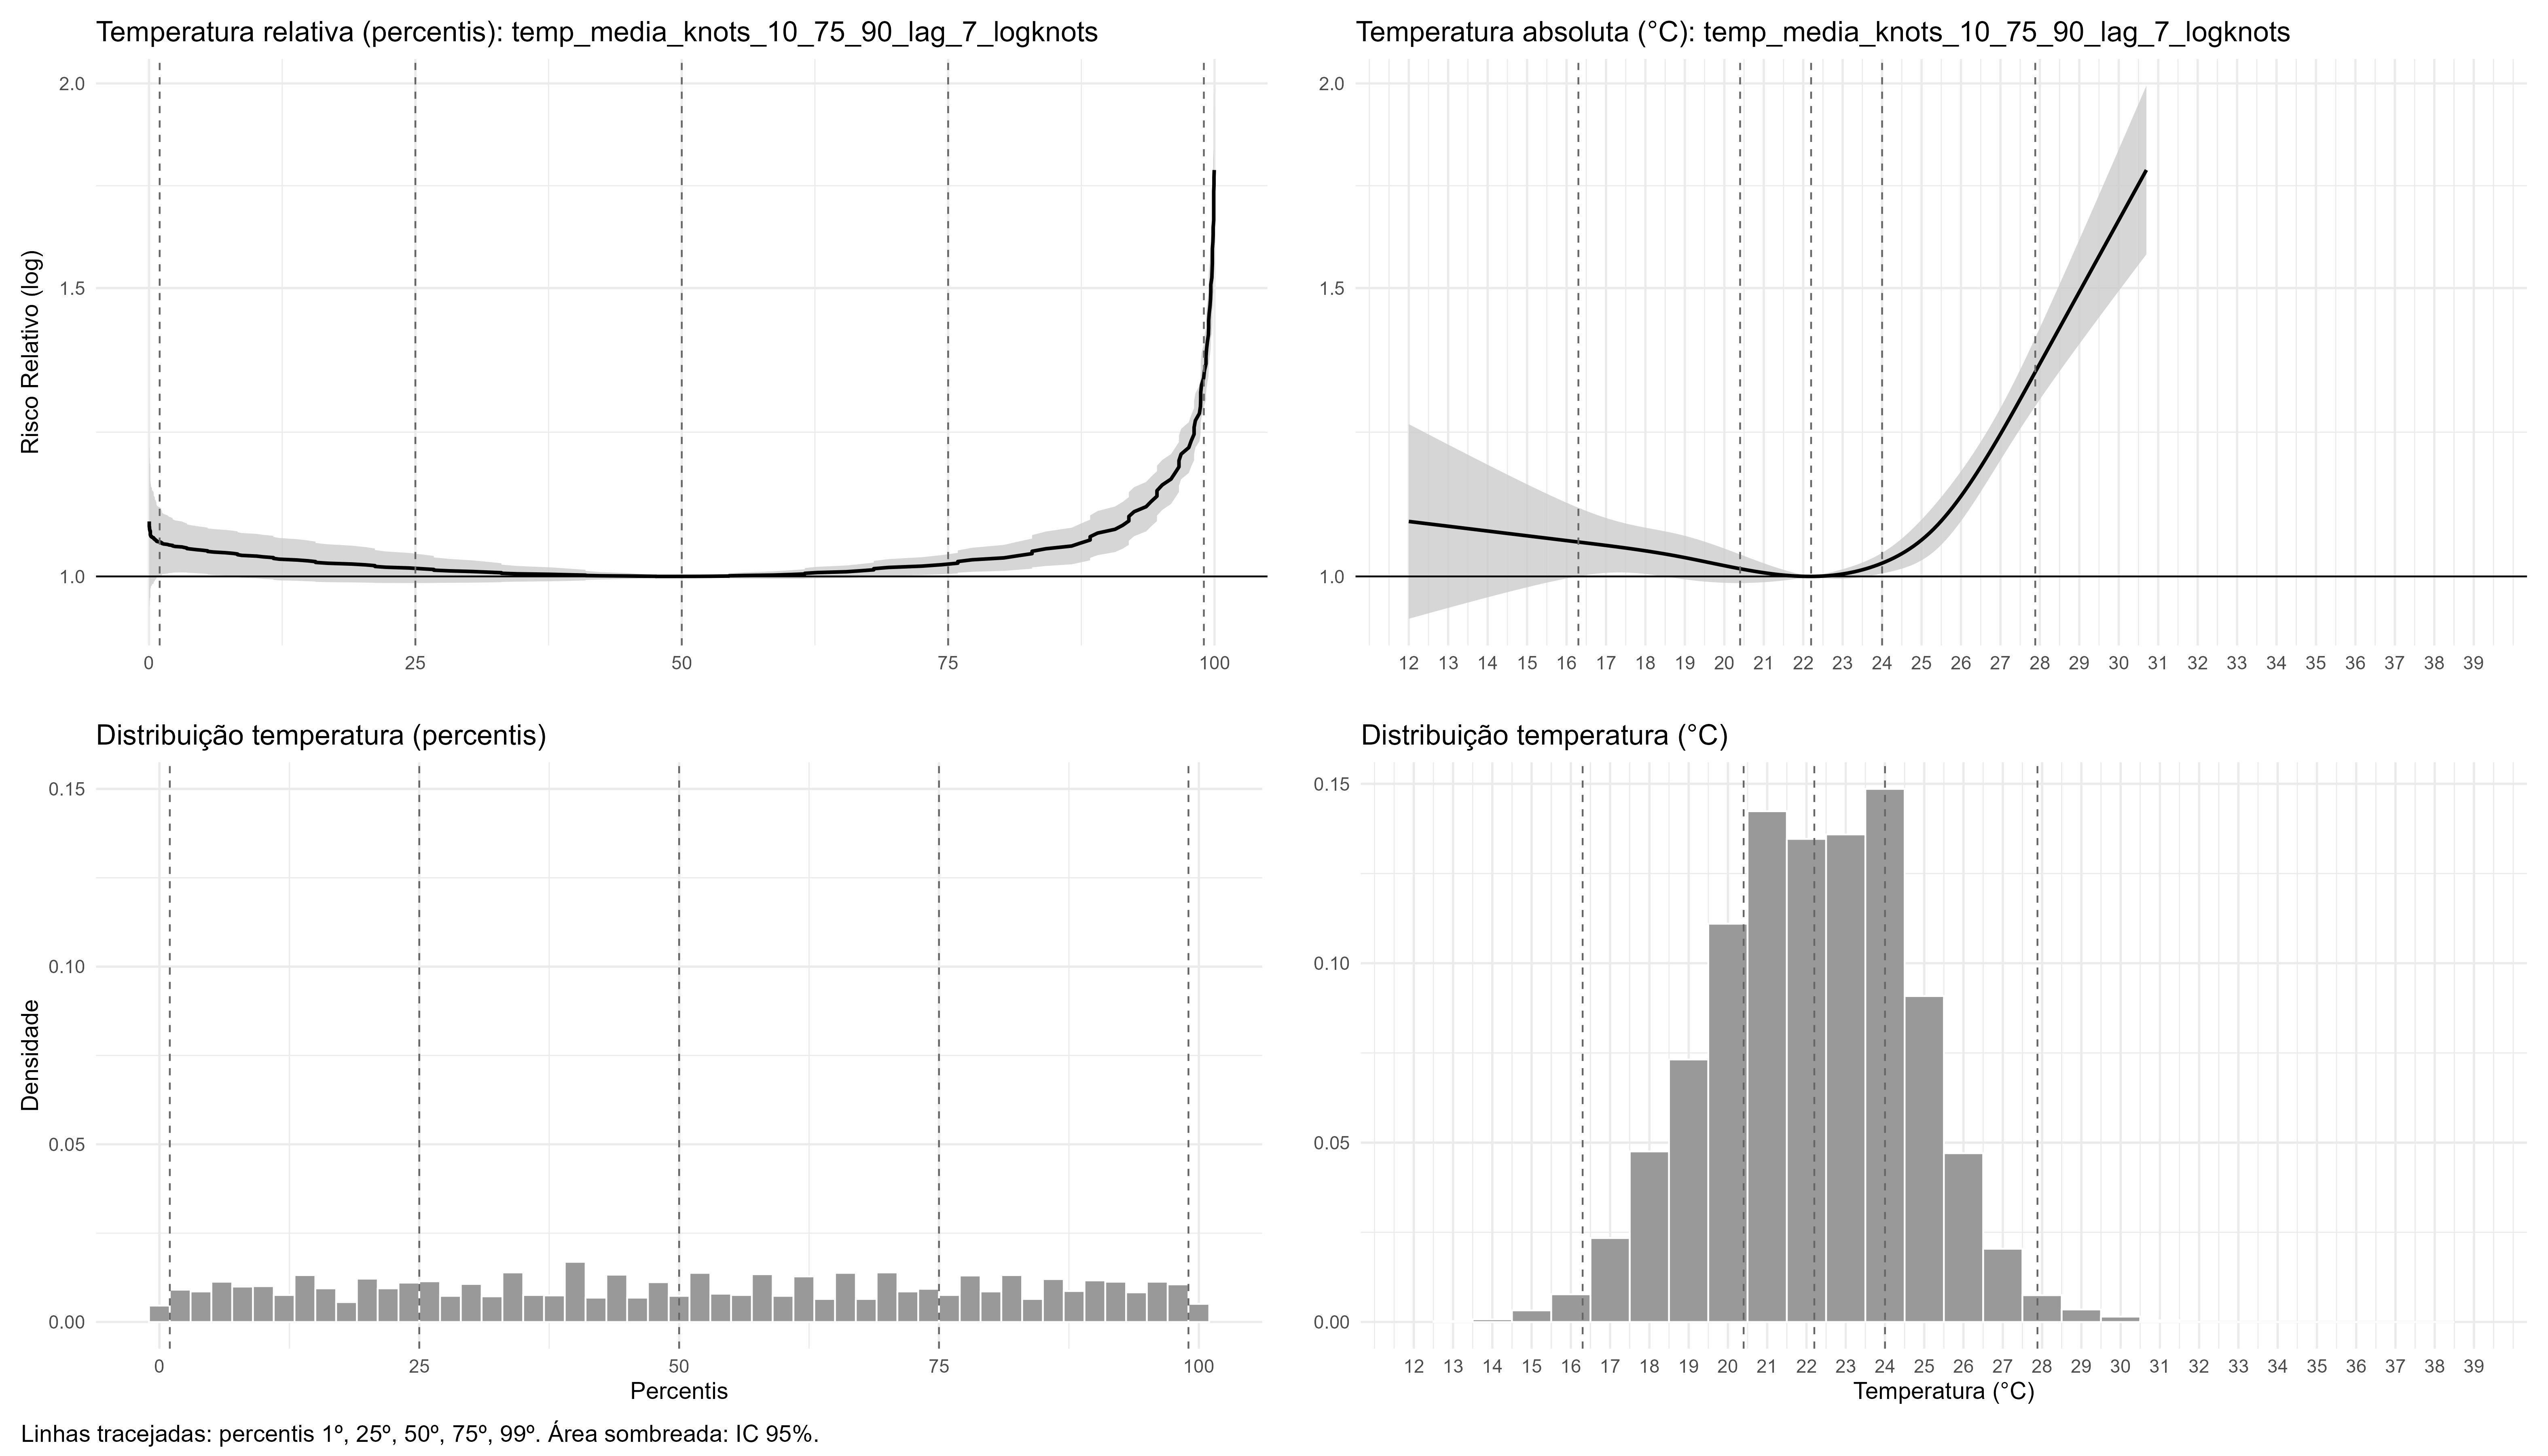 Temperatura relativa (percentis): temp_media_knots_10_75_90_lag_7_logknots
2.0
1.5
1.0
Risco Relativo (log)
0 25 50 75 100
Temperatura absoluta (°C): temp_media_knots_10_75_90_lag_7_logknots
2.0
1.5
1.0
12 13 14 15 16 17 18 19 20 21 22 23 24 25 26 27 28 29 30 31 32 33 34 35 36 37 38 39
Distribuição temperatura (percentis)
0.15
0.10
0.05
0.00
Densidade
0 25 50 75 100
Percentis
Distribuição temperatura (°C)
0.15
0.10
0.05
0.00
12 13 14 15 16 17 18 19 20 21 22 23 24 25 26 27 28 29 30 31 32 33 34 35 36 37 38 39
Temperatura (°C)
Linhas tracejadas: percentis 1º, 25º, 50º, 75º, 99º. Área sombreada: IC 95%.